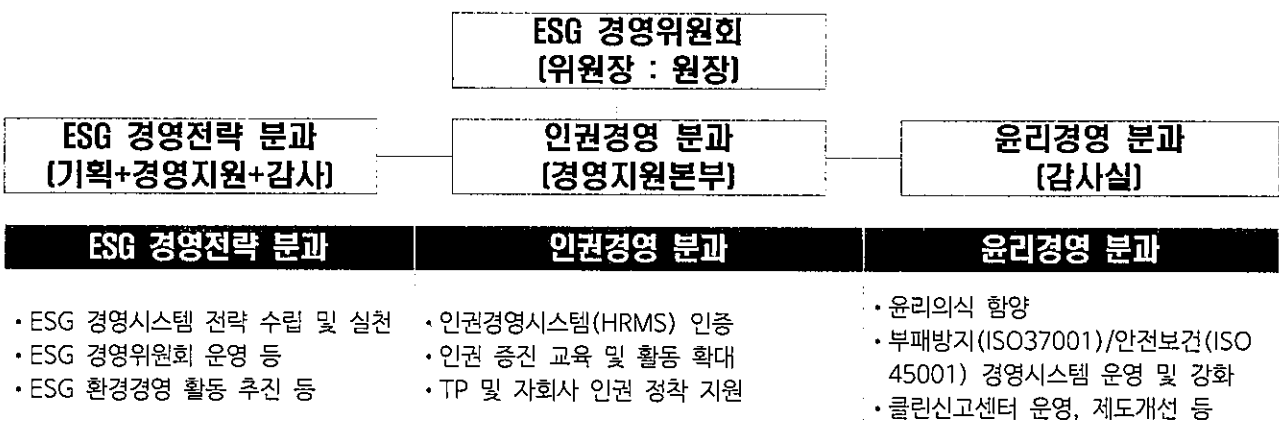 ESG 경영위원회
(위원장 : 원장)
ESG 경영전략 분과
(기획+경영지원+감사)
인권경영 분과
(경영지원본부)
윤리경영 분과
(감사실)
ESG 경영전략 분과
인권경영 분과
윤리경영 분과
• ESG 경영시스템 전략 수립 및 실천
• ESG 경영위원회 운영 등
• ESG 환경경영 활동 추진 등
• 인권경영시스템(HRMS) 인증
• 인권 증진 교육 및 활동 확대
• TP 및 자회사 인권 정착 지원
• 윤리의식 함양
• 부패방지(ISO37001)/안전보건(ISO
45001) 경영시스템 운영 및 강화
• 클린신고센터 운영, 제도개선 등